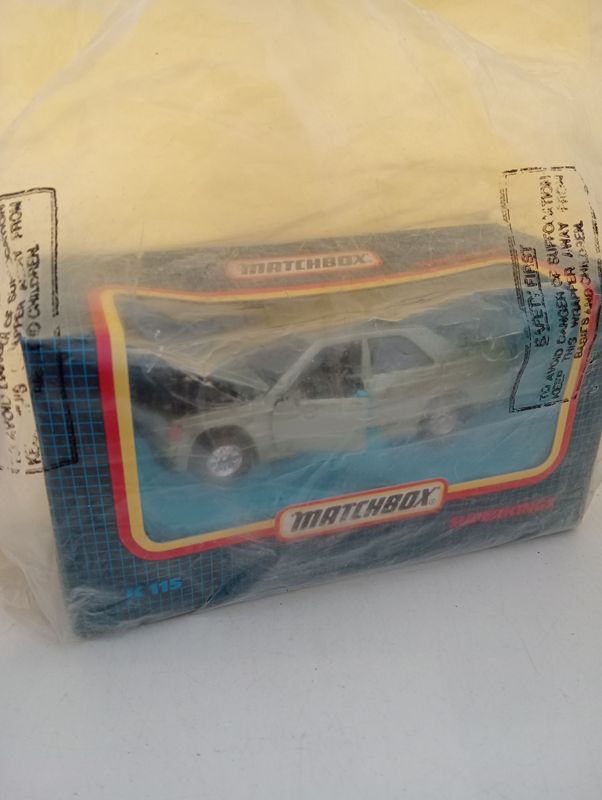 MATCHBOX
SAFETY FIRST
TO AVOID DANGER OF SUFFOCATION
KEEP THIS WRAPPER AWAY FROM
BABIES AND CHILDREN
MATCHBOX®
SUPERKINGS
K 115